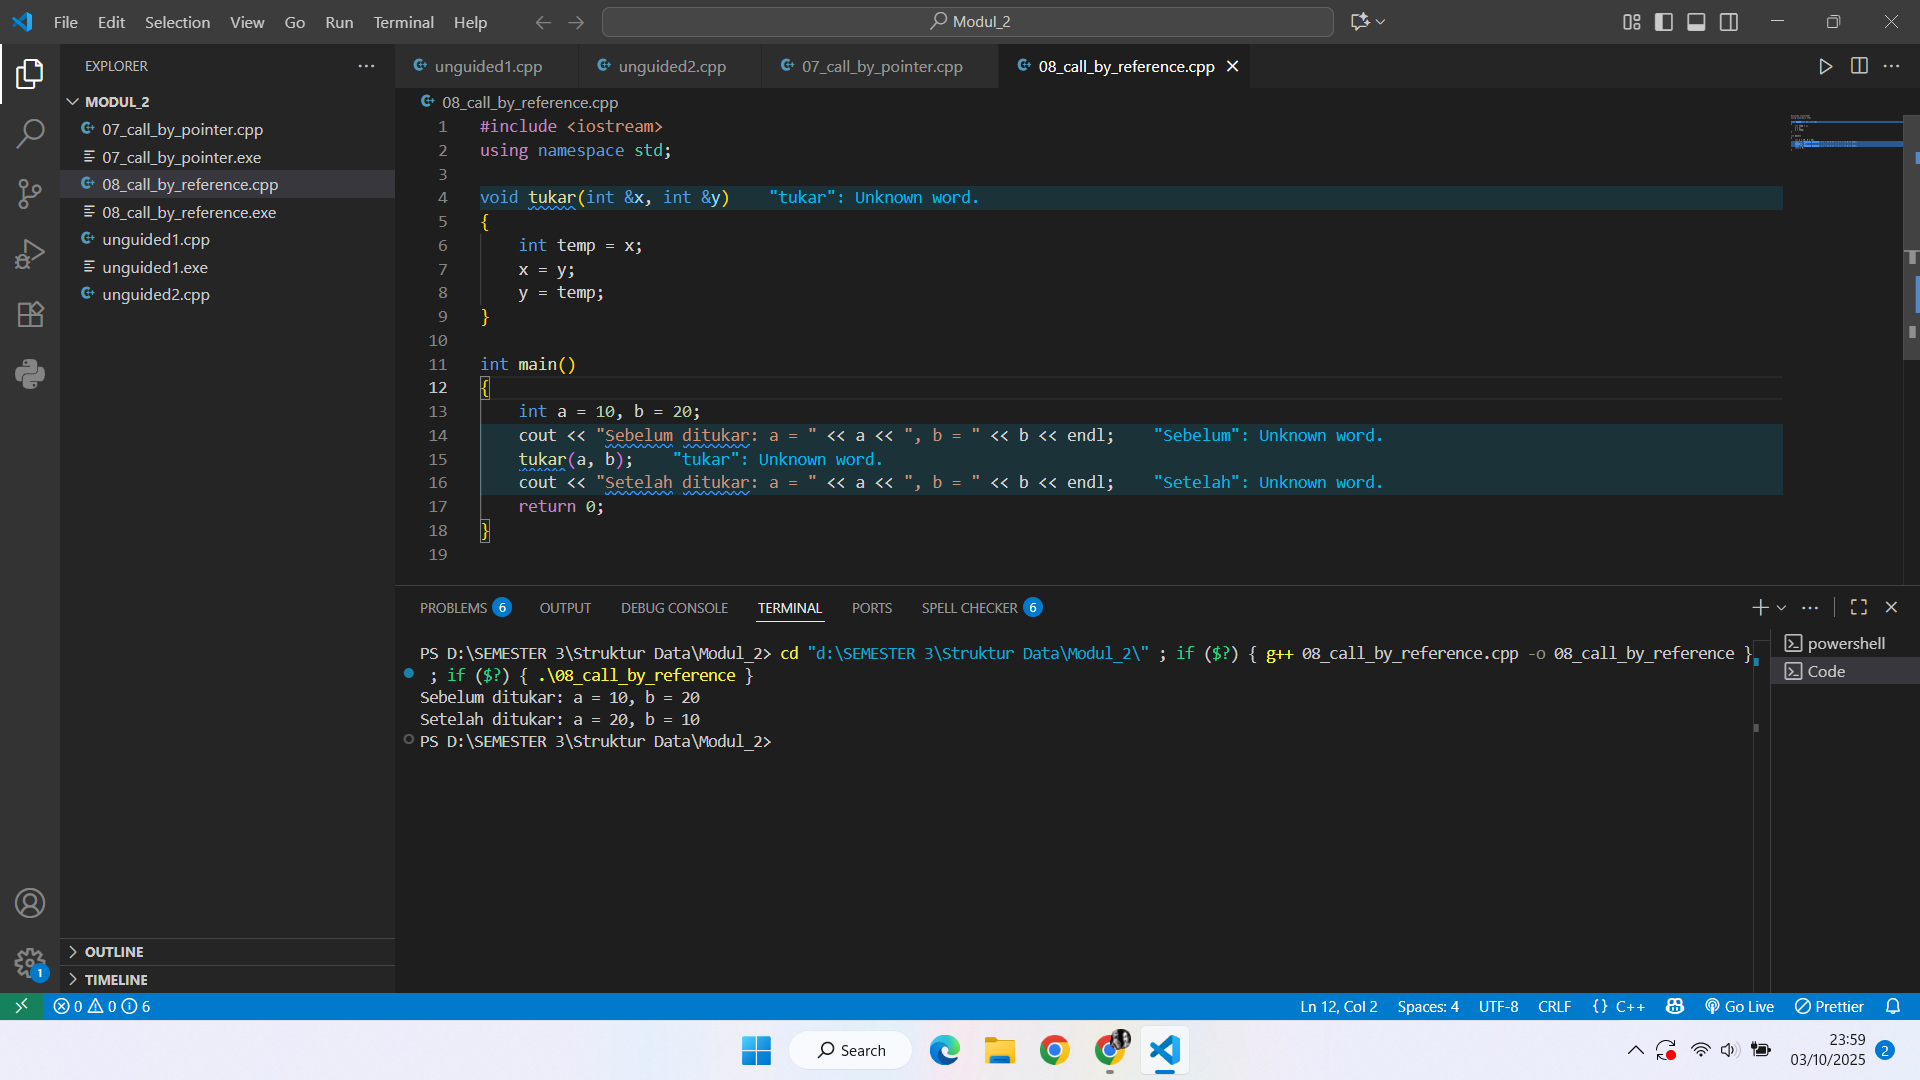 File Edit Selection View Go Run Terminal Help
Modul_2
EXPLORER
MODUL_2
07_call_by_pointer.cpp
07_call_by_pointer.exe
08_call_by_reference.cpp
08_call_by_reference.exe
unguided1.cpp
unguided1.exe
unguided2.cpp
OUTLINE
TIMELINE
1
unguided1.cpp unguided2.cpp 07_call_by_pointer.cpp 08_call_by_reference.cpp
08_call_by_reference.cpp
1 #include <iostream>
2 using namespace std;
3
4 void tukar(int &x, int &y) "tukar": Unknown word.
5 {
6 int temp = x;
7 x = y;
8 y = temp;
9 }
10
11 int main()
12 {
13 int a = 10, b = 20;
14 cout << "Sebelum ditukar: a = " << a << ", b = " << b << endl; "Sebelum": Unknown word.
15 tukar(a, b); "tukar": Unknown word.
16 cout << "Setelah ditukar: a = " << a << ", b = " << b << endl; "Setelah": Unknown word.
17 return 0;
18 }
19
PROBLEMS 6 OUTPUT DEBUG CONSOLE TERMINAL PORTS SPELL CHECKER 6
PS D:\SEMESTER 3\Struktur Data\Modul_2> cd "d:\SEMESTER 3\Struktur Data\Modul_2\" ; if ($?) { g++ 08_call_by_reference.cpp -o 08_call_by_reference }
; if ($?) { .\08_call_by_reference }
Sebelum ditukar: a = 10, b = 20
Setelah ditukar: a = 20, b = 10
PS D:\SEMESTER 3\Struktur Data\Modul_2>
powershell
Code
0 0 6
Ln 12, Col 2 Spaces: 4 UTF-8 CRLF {} C++ Go Live Prettier
Search
23:59
03/10/2025
2